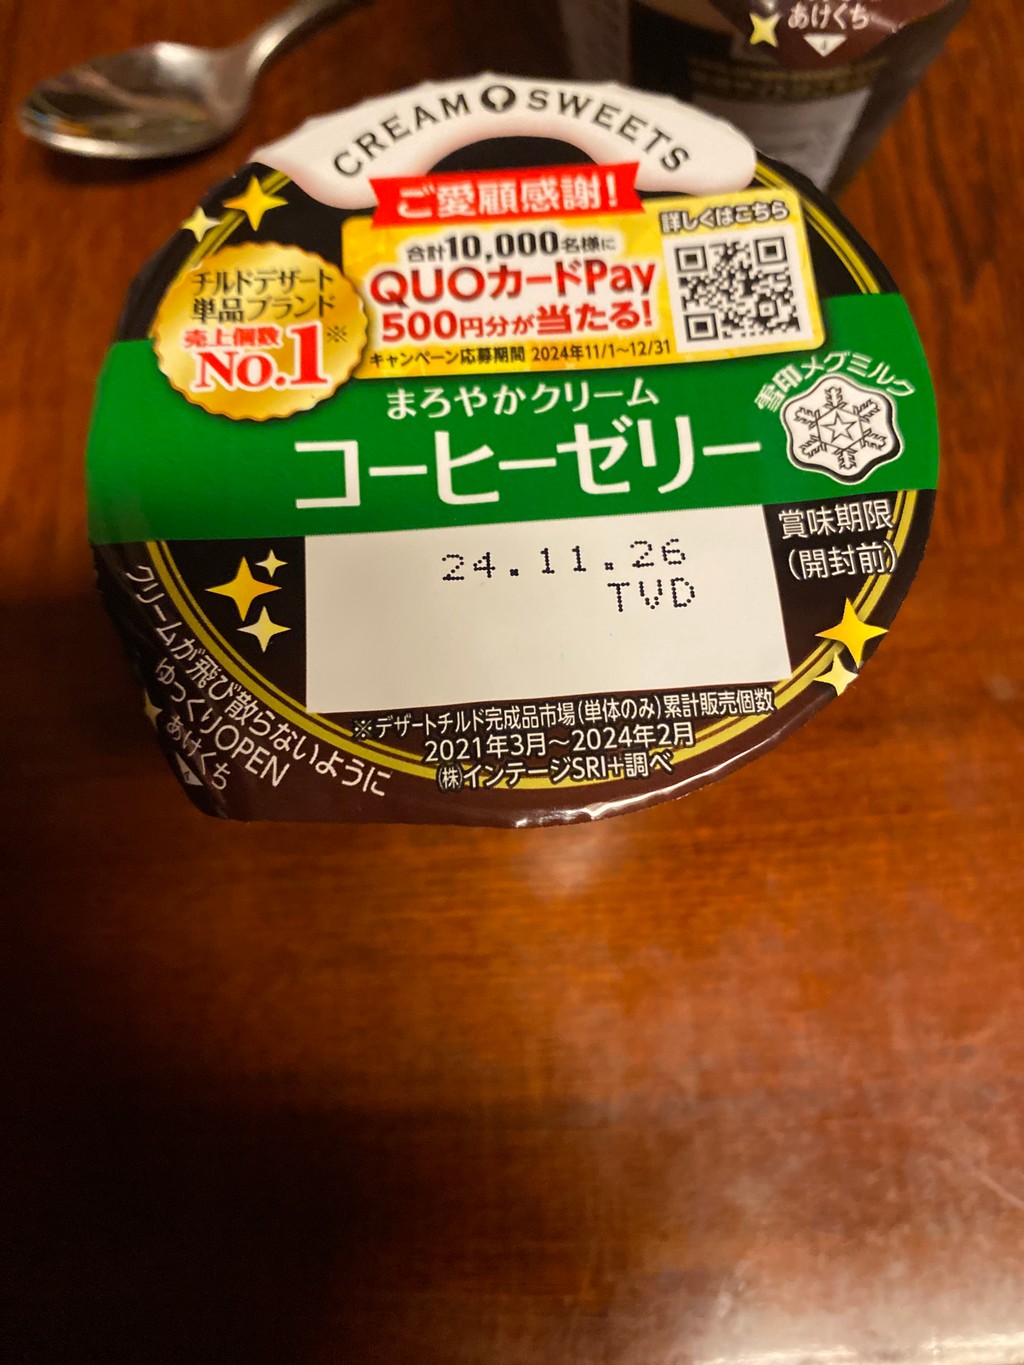 あけくち
CREAM SWEETS
ご愛顧感謝!
合計10,000名様に
QUOカードPay
500円分が当たる!
キャンペーン応募期間 2024年11/1~12/31
詳しくはこちら
チルドデザート
単品ブランド
売上個数
No.1※
まろやかクリーム
コーヒーゼリー
雪印メグミルク
賞味期限
(開封前)
24.11.26
TVD
クリームが飛び散らないように
ゆっくりOPEN
あけくち
※デザートチルド完成品市場(単体のみ)累計販売個数
2021年3月~2024年2月
㈱インテージSRI+調べ